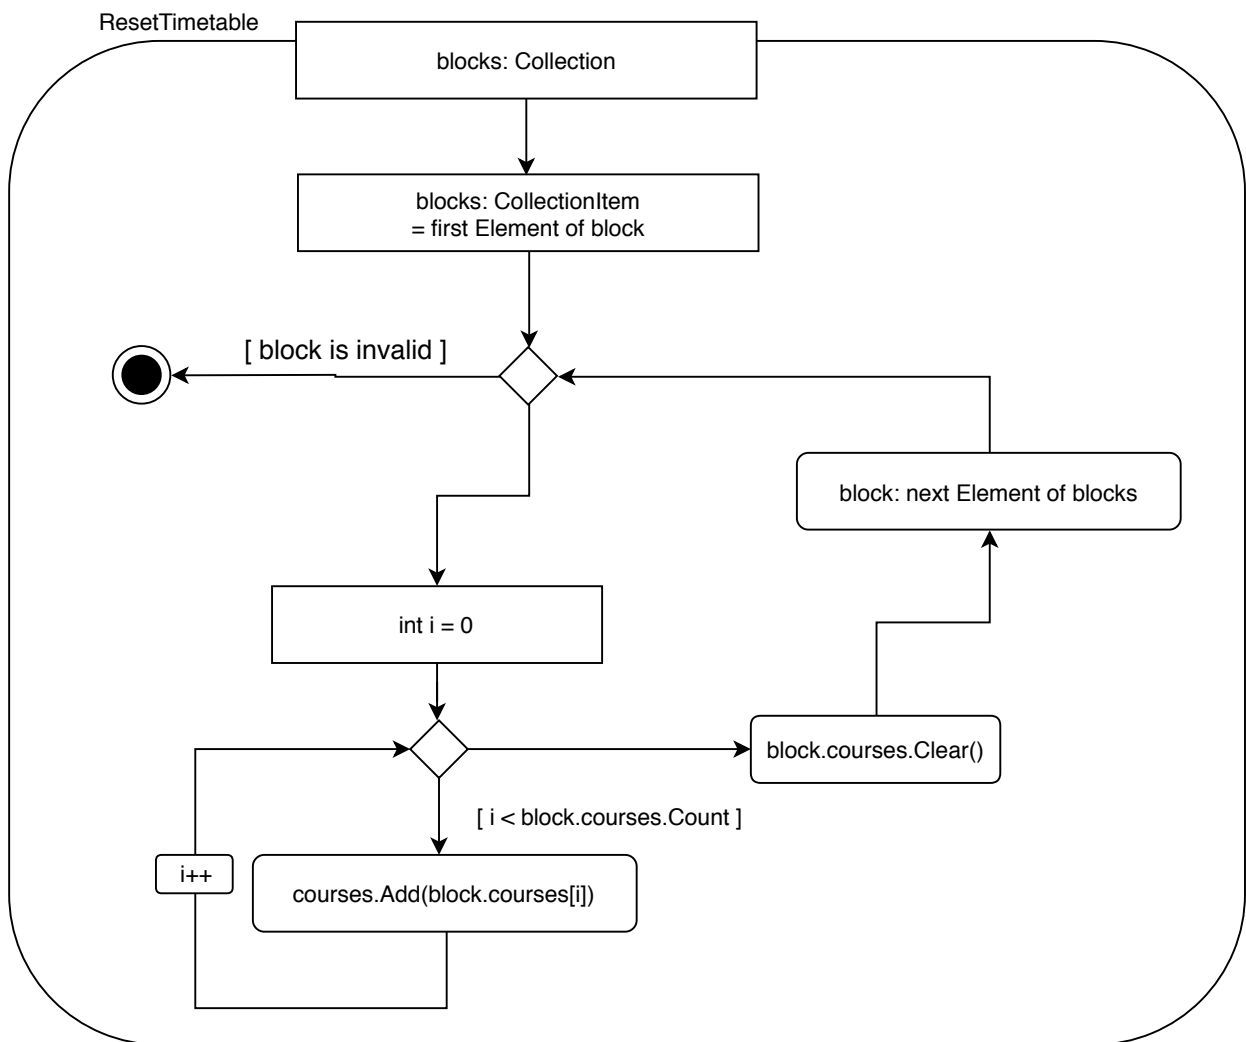 ResetTimetable
blocks: Collection
blocks: CollectionItem
= first Element of block
[ block is invalid ]
block: next Element of blocks
int i = 0
block.courses.Clear()
[ i < block.courses.Count ]
i++
courses.Add(block.courses[i])